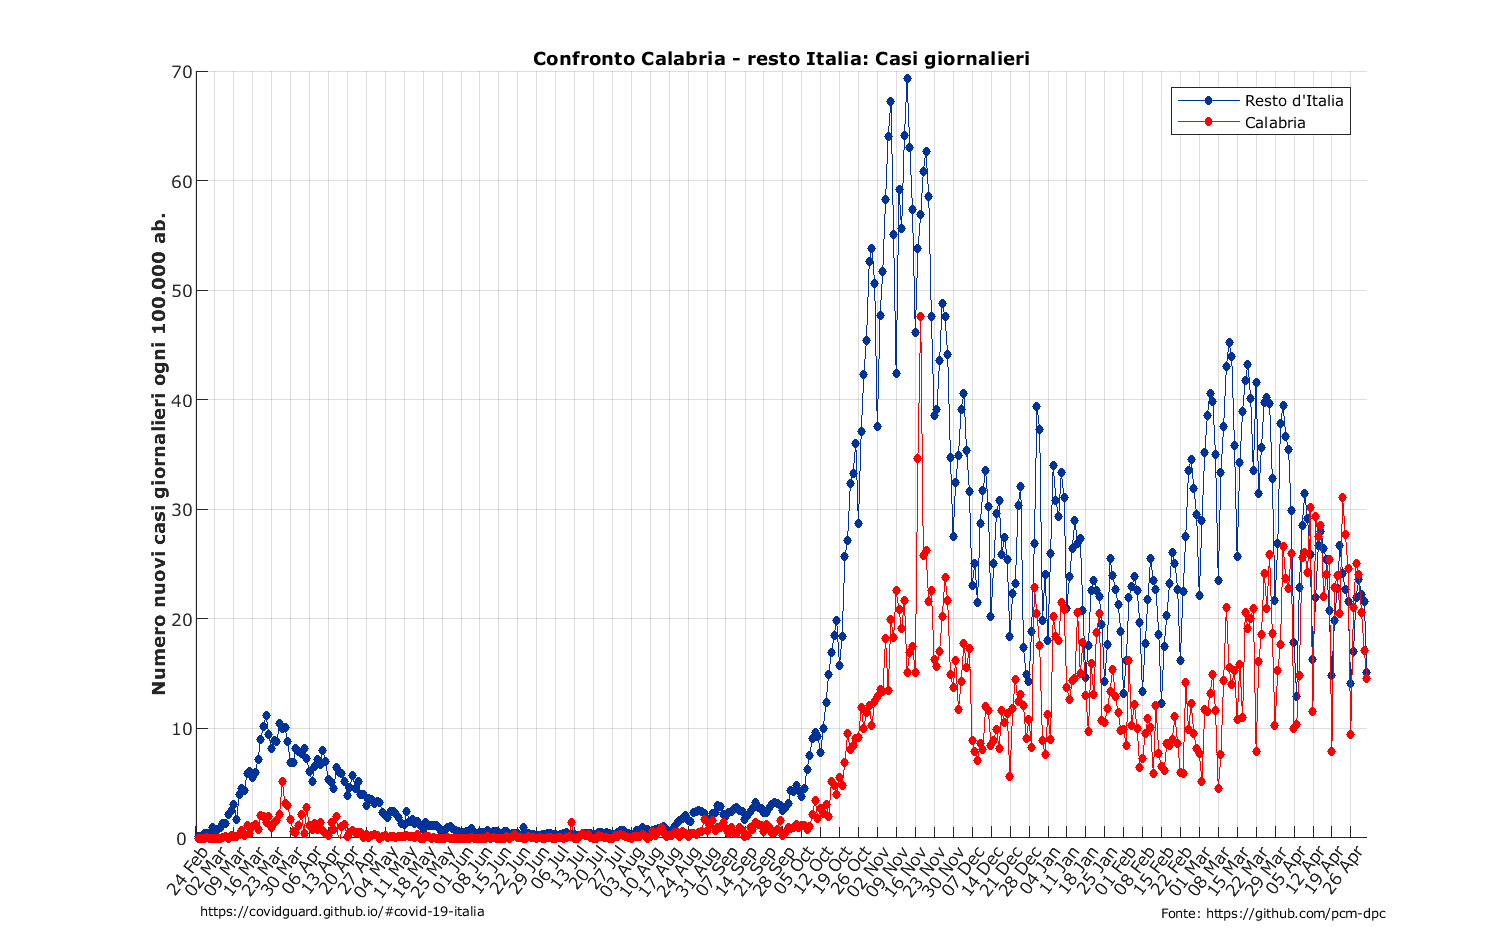 Confronto Calabria - resto Italia: Casi giornalieri
Numero nuovi casi giornalieri ogni 100.000 ab.
70
60
50
40
30
20
10
0
Resto d'Italia
Calabria
24 Feb
02 Mar
09 Mar
16 Mar
23 Mar
30 Mar
06 Apr
13 Apr
20 Apr
27 Apr
04 May
11 May
18 May
25 May
01 Jun
08 Jun
15 Jun
22 Jun
29 Jun
06 Jul
13 Jul
20 Jul
27 Jul
03 Aug
10 Aug
17 Aug
24 Aug
31 Aug
07 Sep
14 Sep
21 Sep
28 Sep
05 Oct
12 Oct
19 Oct
26 Oct
02 Nov
09 Nov
16 Nov
23 Nov
30 Nov
07 Dec
14 Dec
21 Dec
28 Dec
04 Jan
11 Jan
18 Jan
25 Jan
01 Feb
08 Feb
15 Feb
22 Feb
01 Mar
08 Mar
15 Mar
22 Mar
29 Mar
05 Apr
12 Apr
19 Apr
26 Apr
https://covidguard.github.io/#covid-19-italia
Fonte: https://github.com/pcm-dpc